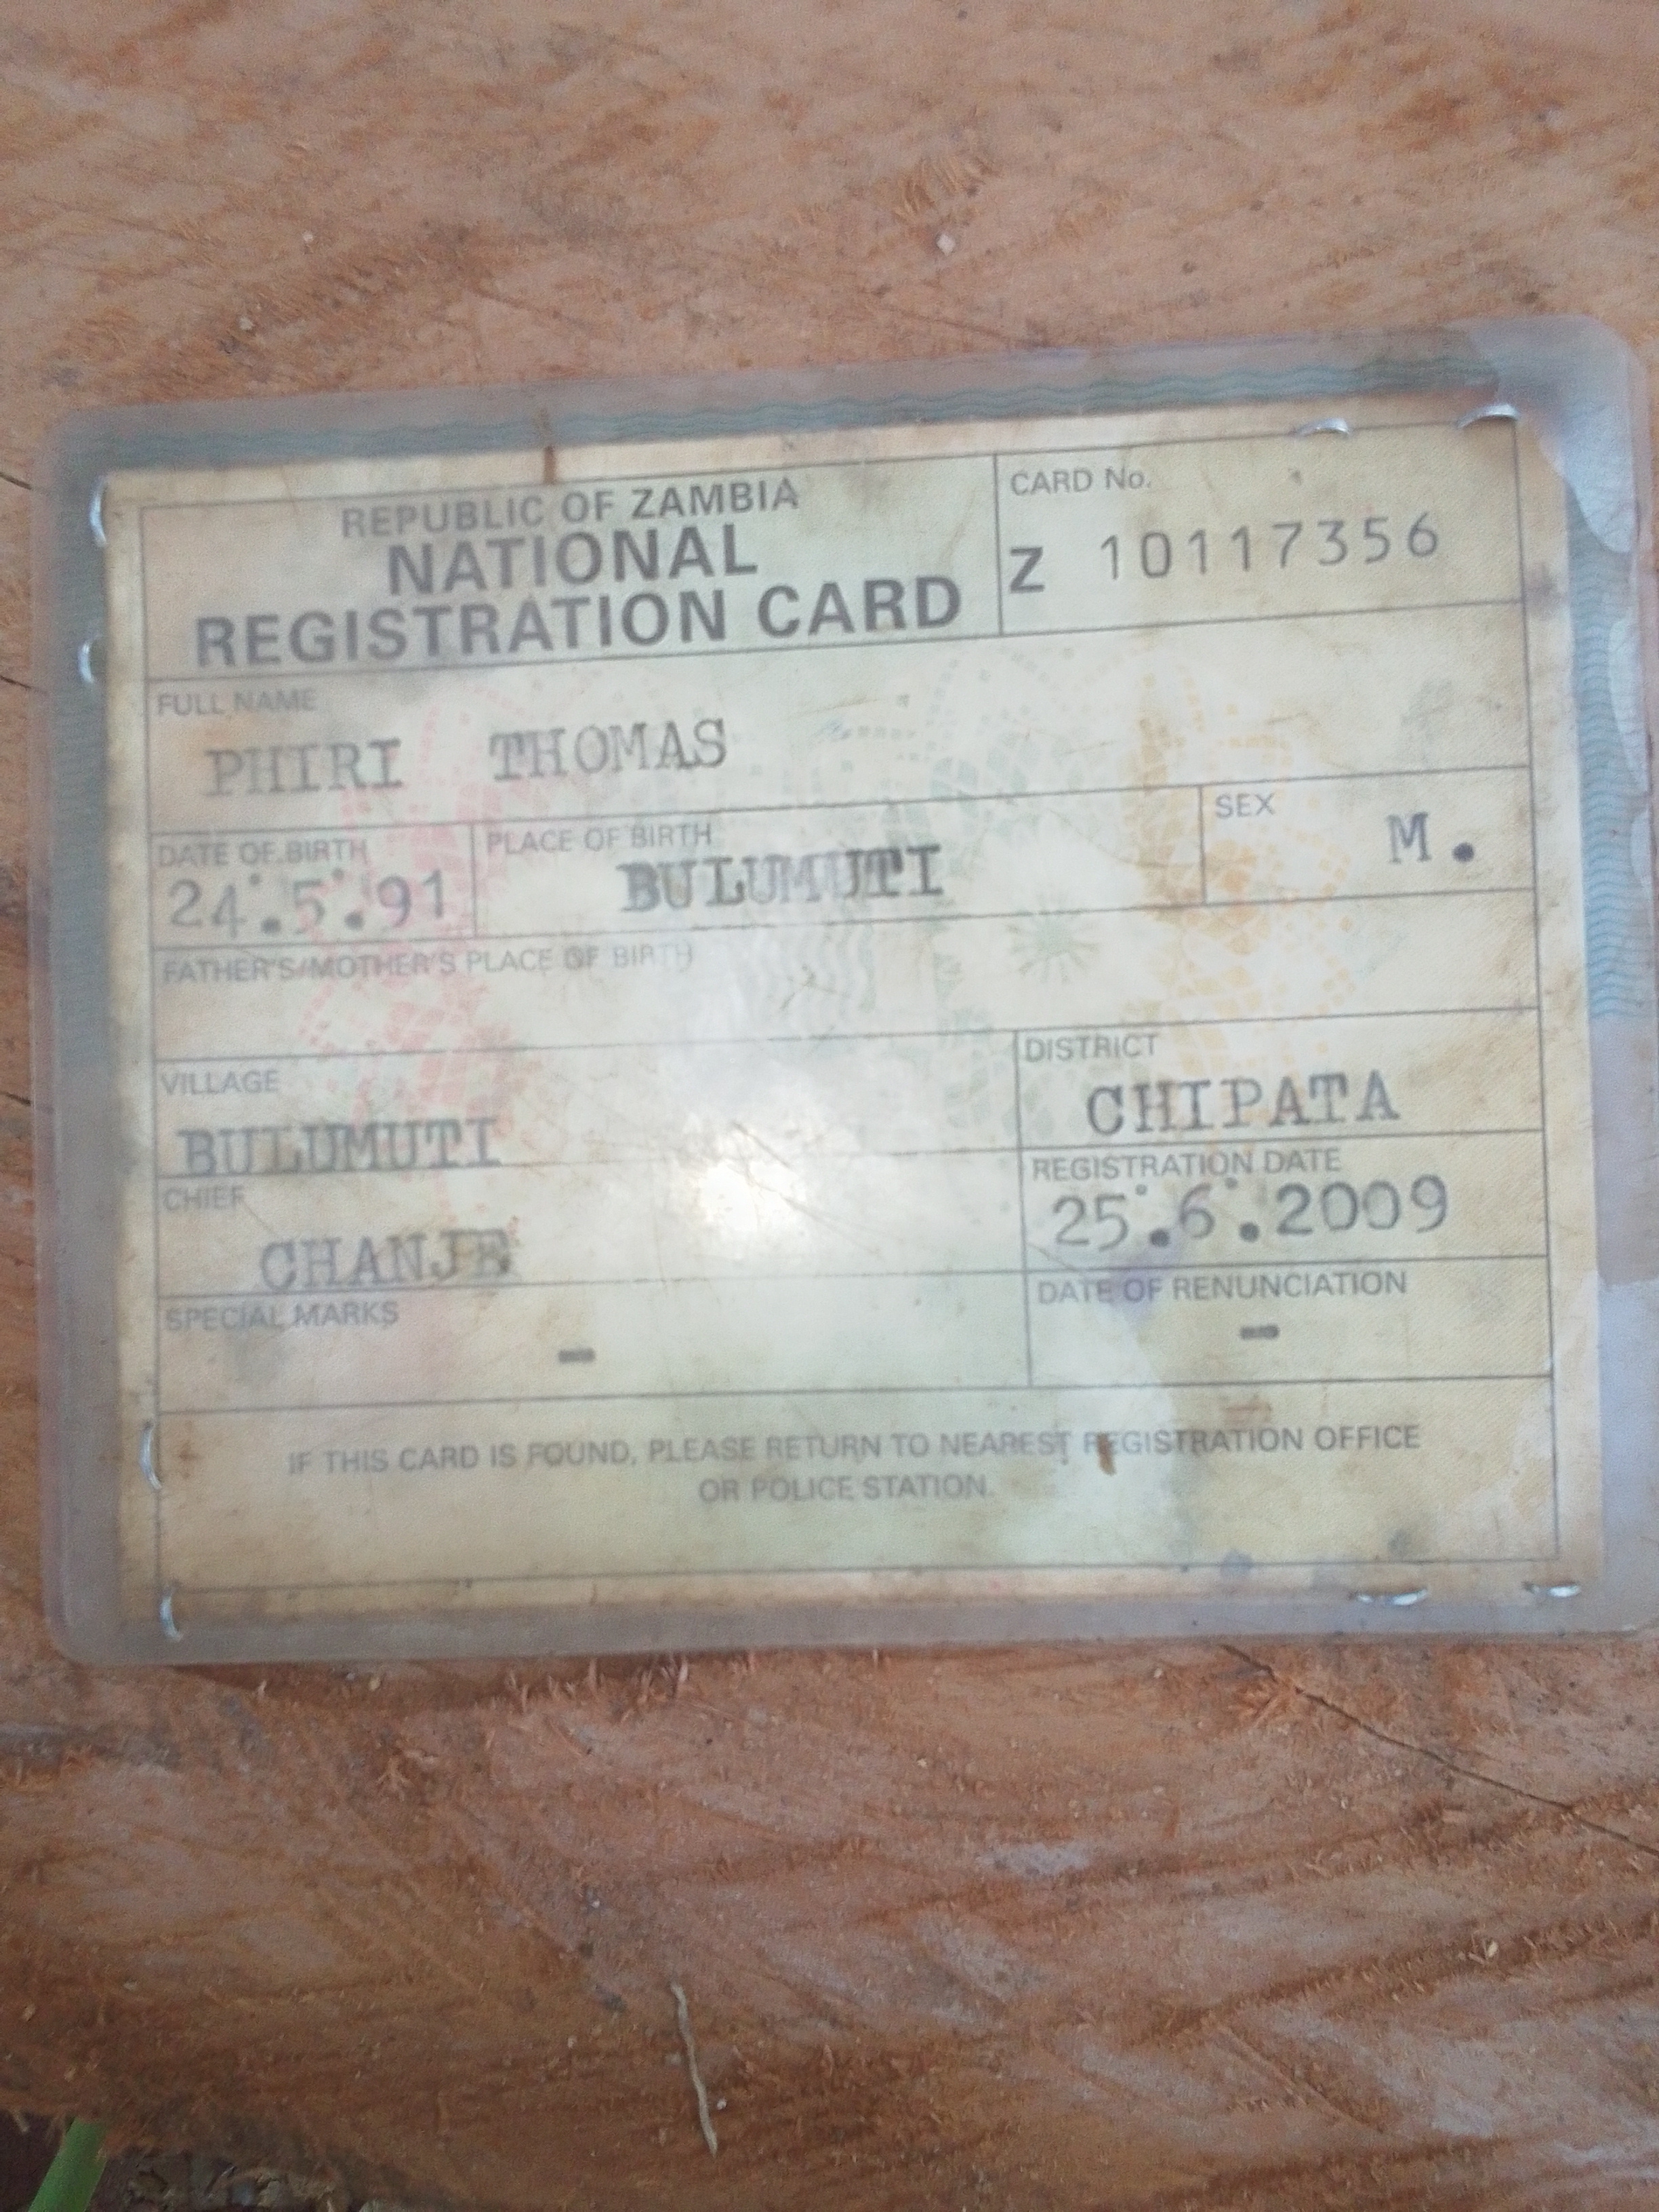 REPUBLIC OF ZAMBIA
NATIONAL
REGISTRATION CARD
CARD No.
Z 10117356
FULL NAME
PHIRI THOMAS
DATE OF BIRTH
24.5.91
PLACE OF BIRTH
BULUMUTI
SEX
M.
FATHER'S/MOTHER'S PLACE OF BIRTH
VILLAGE
BULUMUTI
DISTRICT
CHIPATA
CHIEF
CHANJE
REGISTRATION DATE
25.6.2009
SPECIAL MARKS
-
DATE OF RENUNCIATION
-
IF THIS CARD IS FOUND, PLEASE RETURN TO NEAREST REGISTRATION OFFICE
OR POLICE STATION.